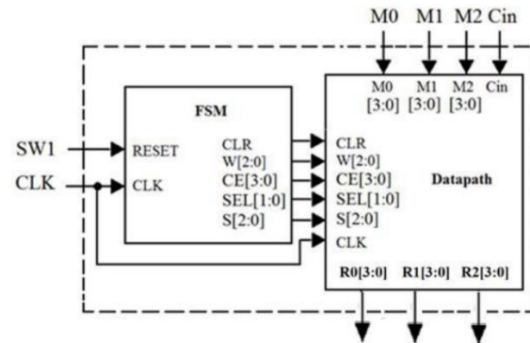 M0 M1 M2 Cin
M0 M1 M2 Cin
[3:0] [3:0] [3:0]
FSM
SW1
RESET
CLK
CLK
CLR
W[2:0]
CE[3:0]
SEL[1:0]
S[2:0]
CLR
W[2:0]
CE[3:0]
SEL[1:0]
S[2:0]
CLK
Datapath
R0[3:0] R1[3:0] R2[3:0]